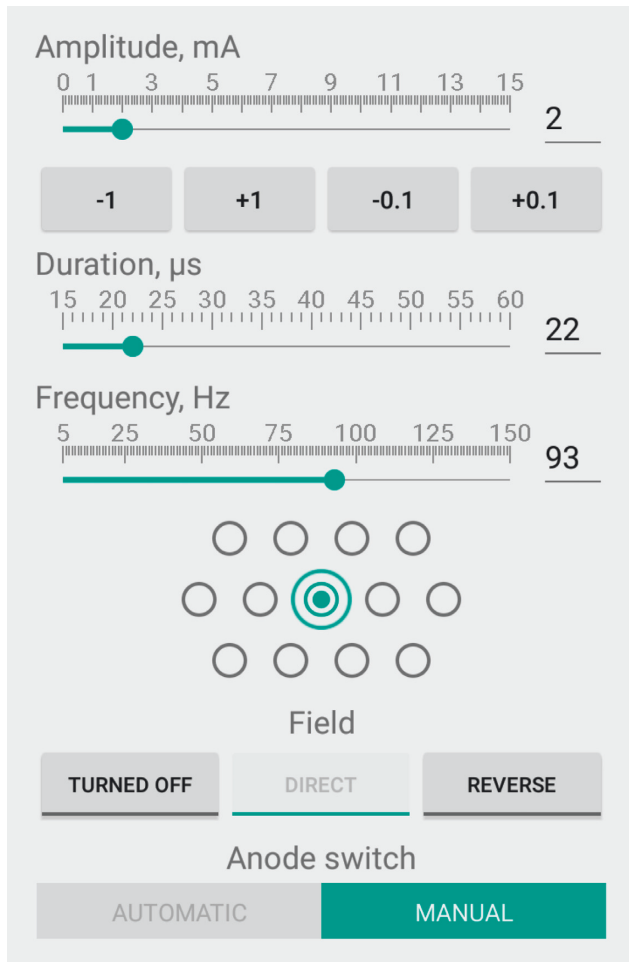 Amplitude, mA
0 1 3 5 7 9 11 13 15
2
-1 +1 -0.1 +0.1
Duration, µs
15 20 25 30 35 40 45 50 55 60
22
Frequency, Hz
5 25 50 75 100 125 150
93
Field
TURNED OFF DIRECT REVERSE
Anode switch
AUTOMATIC MANUAL